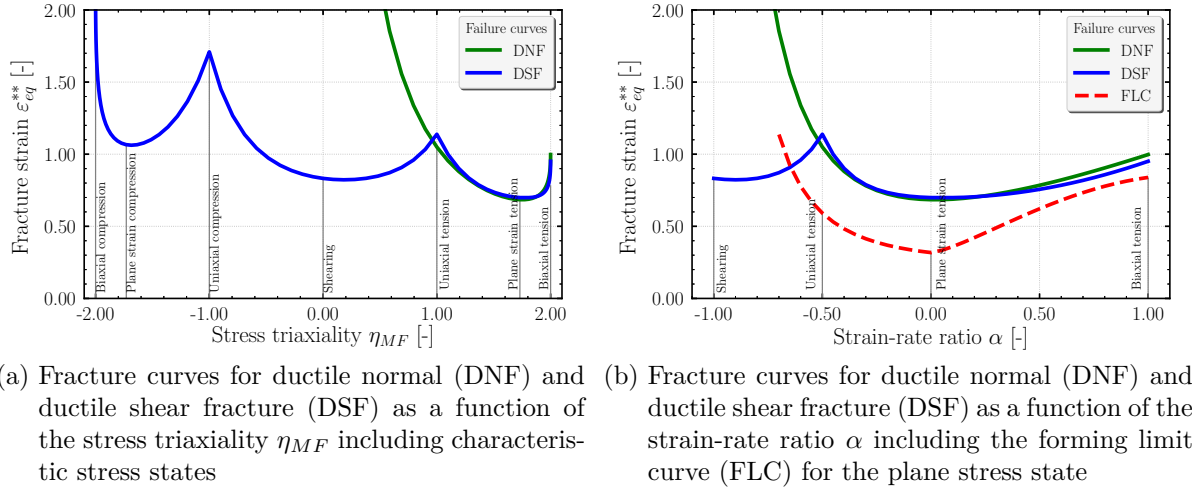 2.00
1.50
1.00
0.50
0.00
Fracture strain ε**eq [-]
-2.00
-1.00
0.00
1.00
2.00
Stress triaxiality ηMF [-]
Biaxial compression
Plane strain compression
Uniaxial compression
Shearing
Uniaxial tension
Plane strain tension
Biaxial tension
Failure curves
DNF
DSF
(a) Fracture curves for ductile normal (DNF) and
ductile shear fracture (DSF) as a function of
the stress triaxiality ηMF including characteris-
tic stress states
2.00
1.50
1.00
0.50
0.00
Fracture strain ε**eq [-]
-1.00
-0.50
0.00
0.50
1.00
Strain-rate ratio α [-]
Shearing
Uniaxial tension
Plane strain tension
Biaxial tension
Failure curves
DNF
DSF
FLC
(b) Fracture curves for ductile normal (DNF) and
ductile shear fracture (DSF) as a function of the
strain-rate ratio α including the forming limit
curve (FLC) for the plane stress state